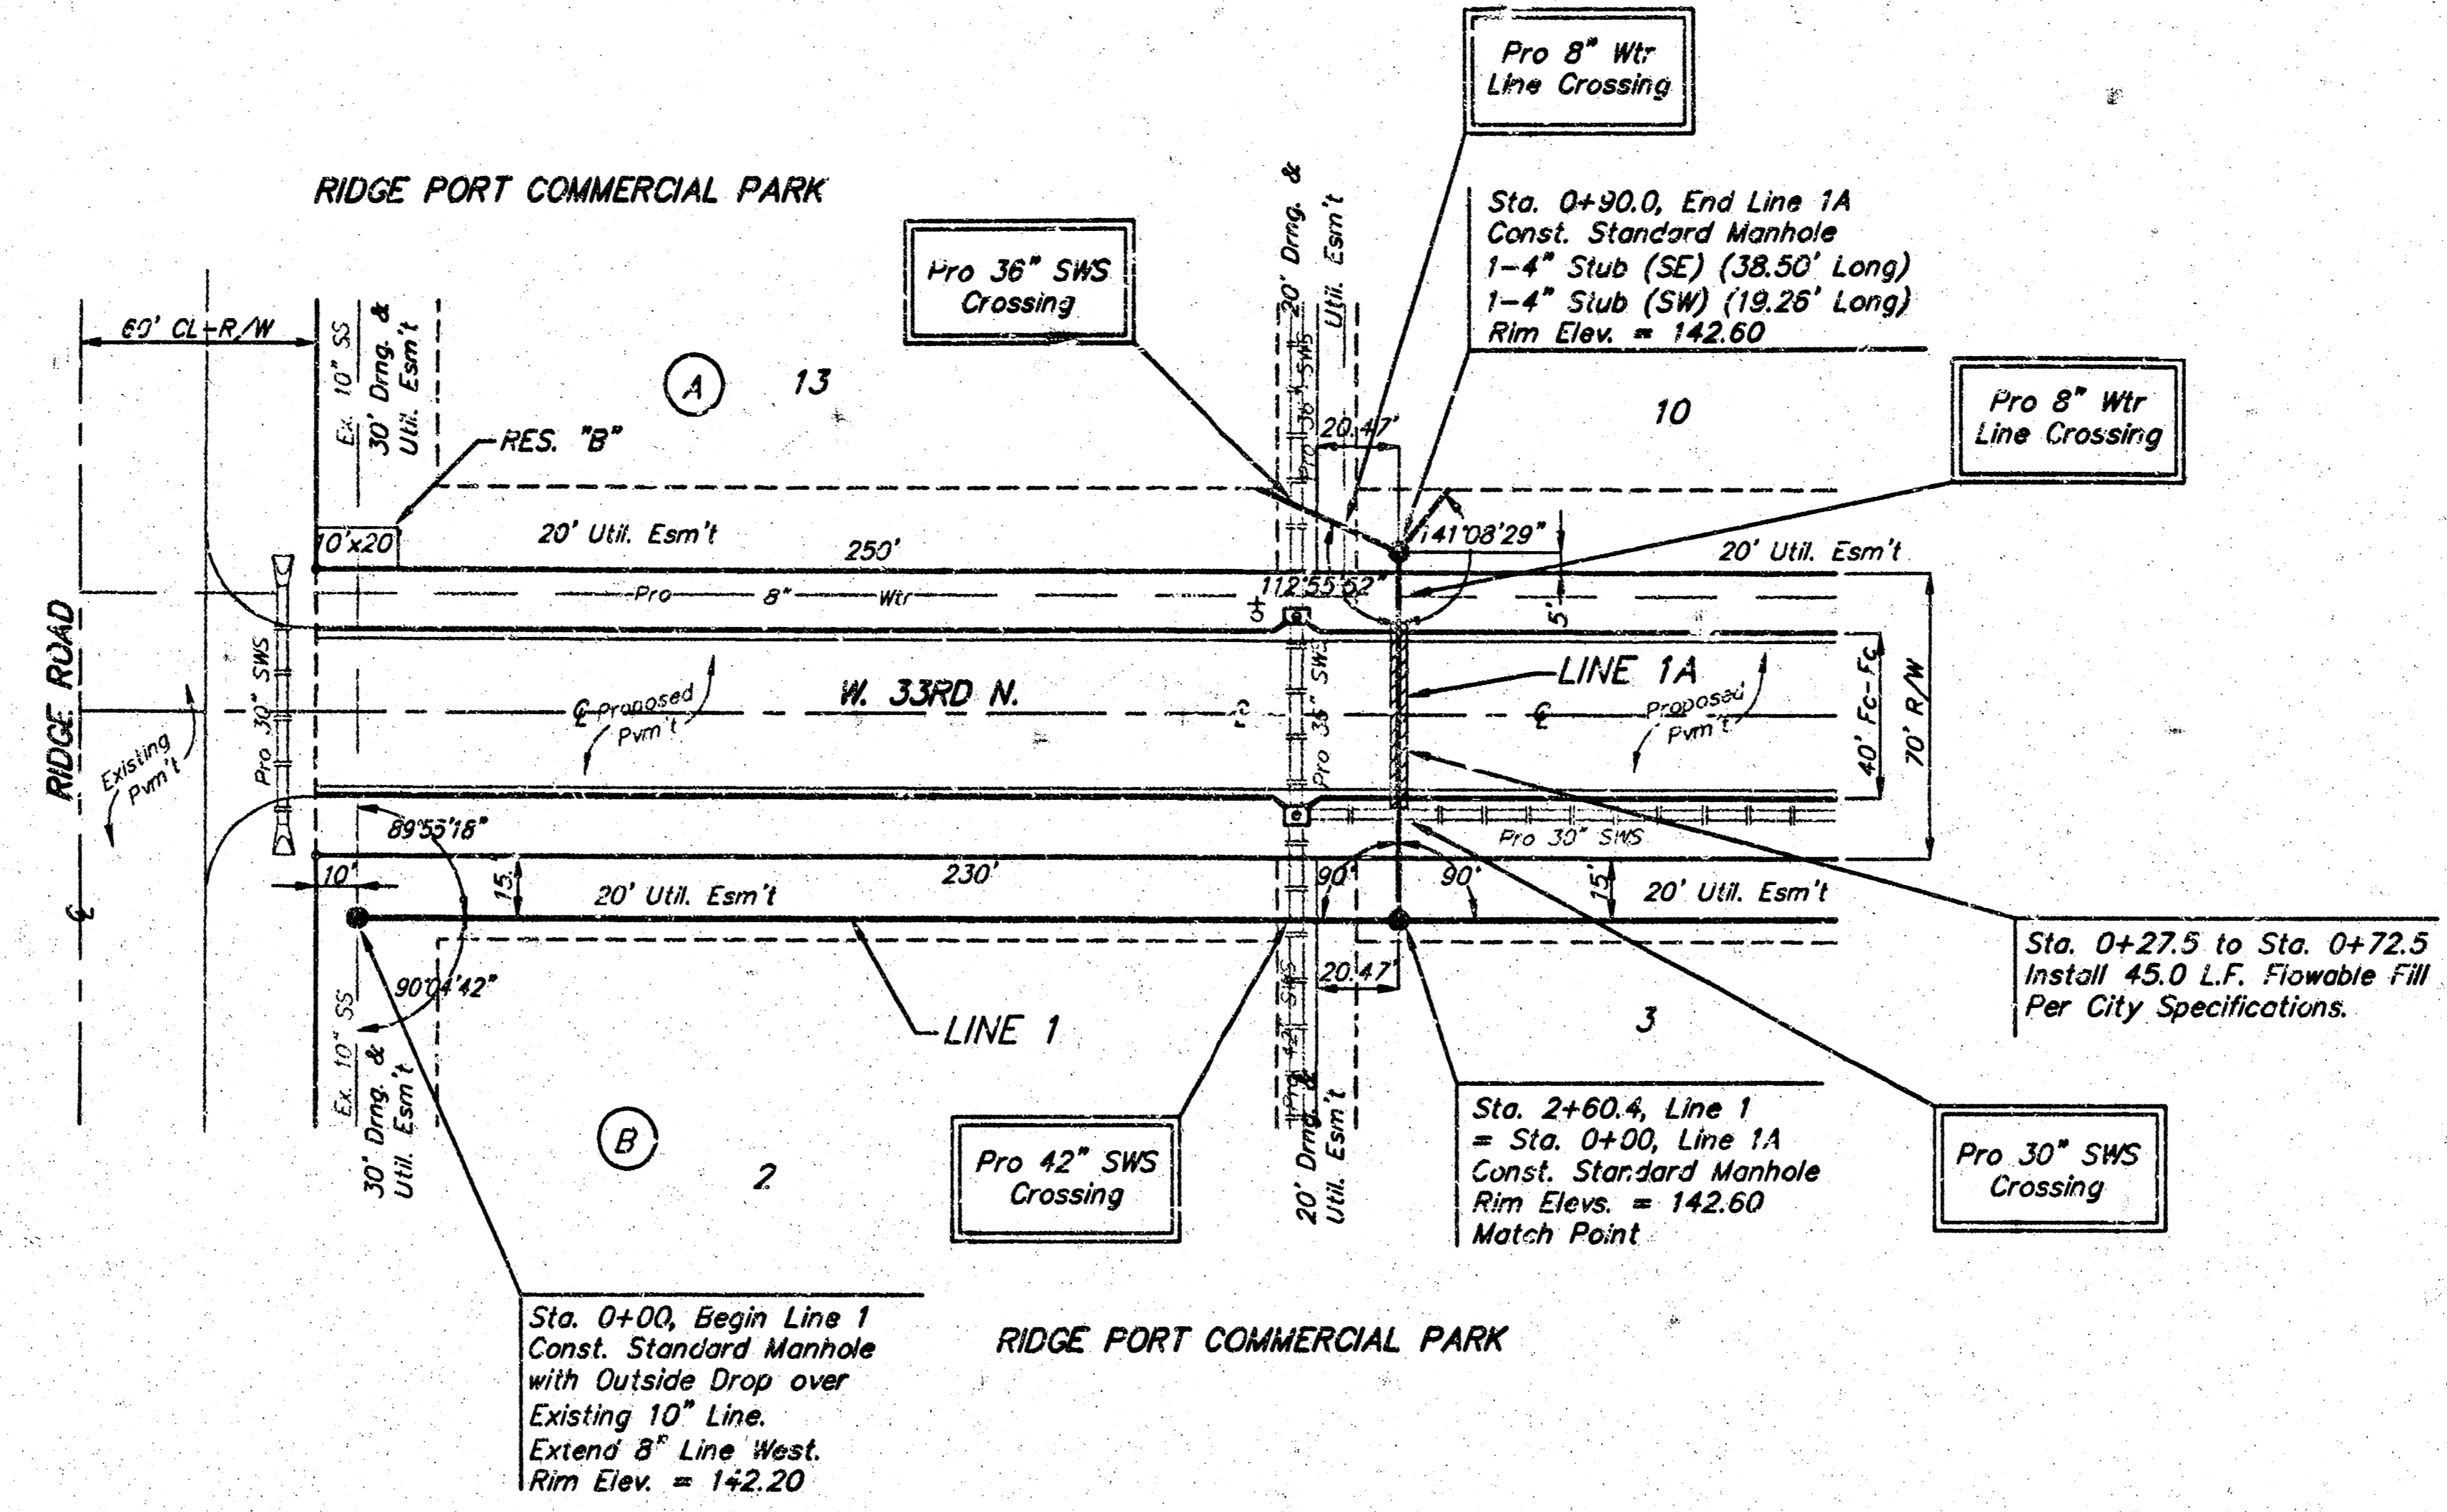 Pro 8" Wtr
Line Crossing
RIDGE PORT COMMERCIAL PARK
Pro 36" SWS
Crossing
20' Drng. &
Util. Esm't
Sta. 0+90.0, End Line 1A
Const. Standard Manhole
1-4" Stub (SE) (38.50' Long)
1-4" Stub (SW) (19.26' Long)
Rim Elev. = 142.60
60' CL-R/W
Ex. 10" SS
30' Drng. &
Util. Esm't
A
13
Pro 36" SWS
20.47'
10
Pro 8" Wtr
Line Crossing
RES. "B"
10'x20'
20' Util. Esm't
250'
141°08'29"
20' Util. Esm't
Pro 8" Wtr
112°55'52"
5'
RIDGE ROAD
Existing
Pvm't
Pro 30" SWS
℄ Proposed
Pvm't
W. 33RD N.
Pro 36" SWS
LINE 1A
℄
Proposed
Pvm't
40' Fc-Fc
70' R/W
89°55'18"
Pro 30" SWS
10'
15'
20' Util. Esm't
230'
90°
90°
15'
20' Util. Esm't
℄
90°04'42"
Ex. 10" SS
30' Drng. &
Util. Esm't
LINE 1
Pro 42" SWS
20.47'
20' Drng. &
Util. Esm't
3
Sta. 0+27.5 to Sta. 0+72.5
Install 45.0 L.F. Flowable Fill
Per City Specifications.
B
2
Pro 42" SWS
Crossing
Sta. 2+60.4, Line 1
= Sta. 0+00, Line 1A
Const. Standard Manhole
Rim Elevs. = 142.60
Match Point
Pro 30" SWS
Crossing
Sta. 0+00, Begin Line 1
Const. Standard Manhole
with Outside Drop over
Existing 10" Line.
Extend 8" Line West.
Rim Elev. = 142.20
RIDGE PORT COMMERCIAL PARK